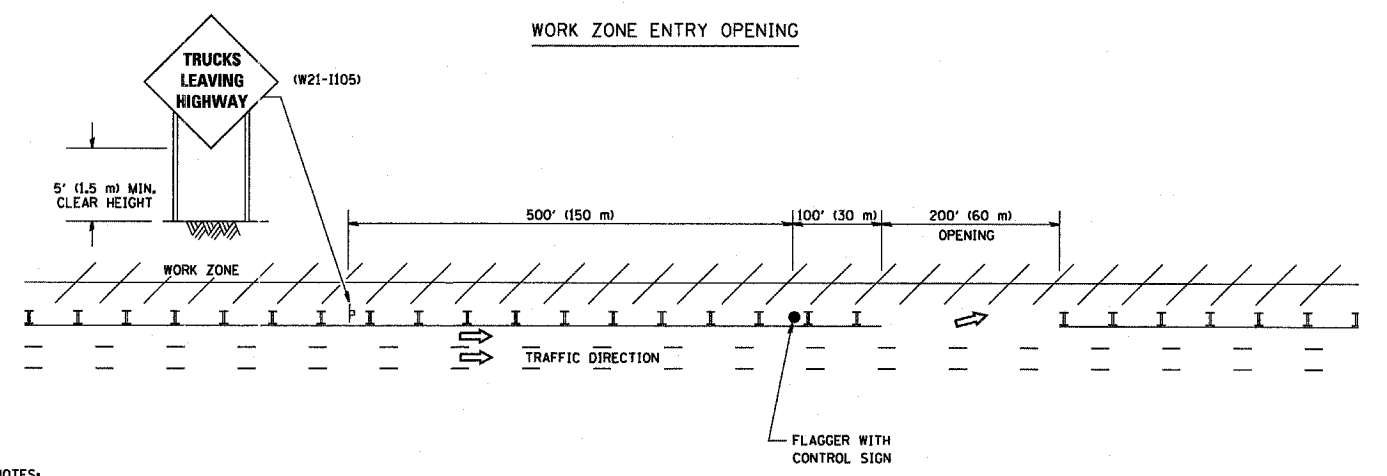 WORK ZONE ENTRY OPENING
TRUCKS
LEAVING
HIGHWAY
(W21-I105)
5' (1.5 m) MIN.
CLEAR HEIGHT
500' (150 m)
100' (30 m)
200' (60 m)
OPENING
WORK ZONE
TRAFFIC DIRECTION
FLAGGER WITH
CONTROL SIGN
NOTES: